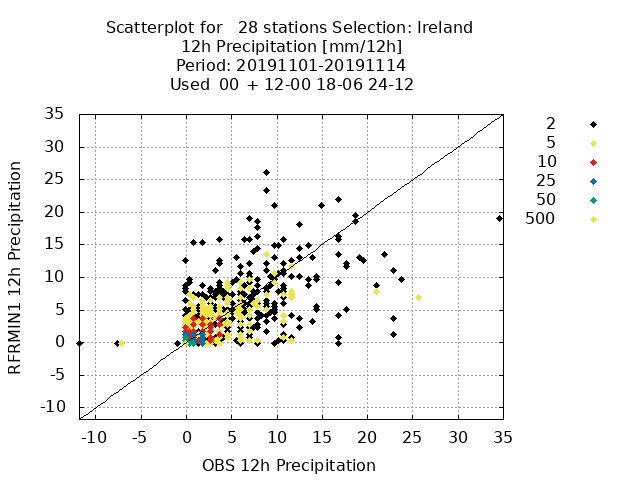 Scatterplot for   28 stations Selection: Ireland
12h Precipitation [mm/12h]
Period: 20191101-20191114
Used  00 + 12-00 18-06 24-12
35
30
25
20
15
10
5
0
-5
-10
RFRMIN1 12h Precipitation
-10 -5 0 5 10 15 20 25 30 35
OBS 12h Precipitation
2
5
10
25
50
500